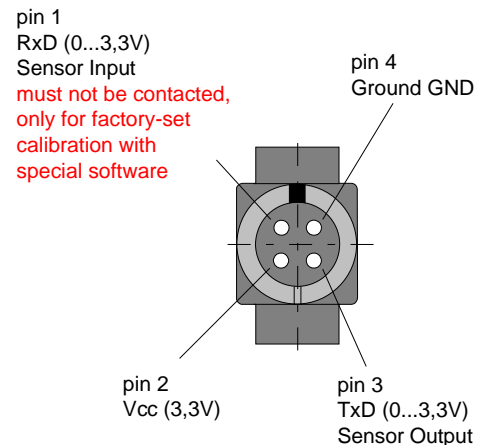 pin 1
RxD (0...3,3V)
Sensor Input
must not be contacted,
only for factory-set
calibration with
special software
pin 4
Ground GND
pin 2
Vcc (3,3V)
pin 3
TxD (0...3,3V)
Sensor Output